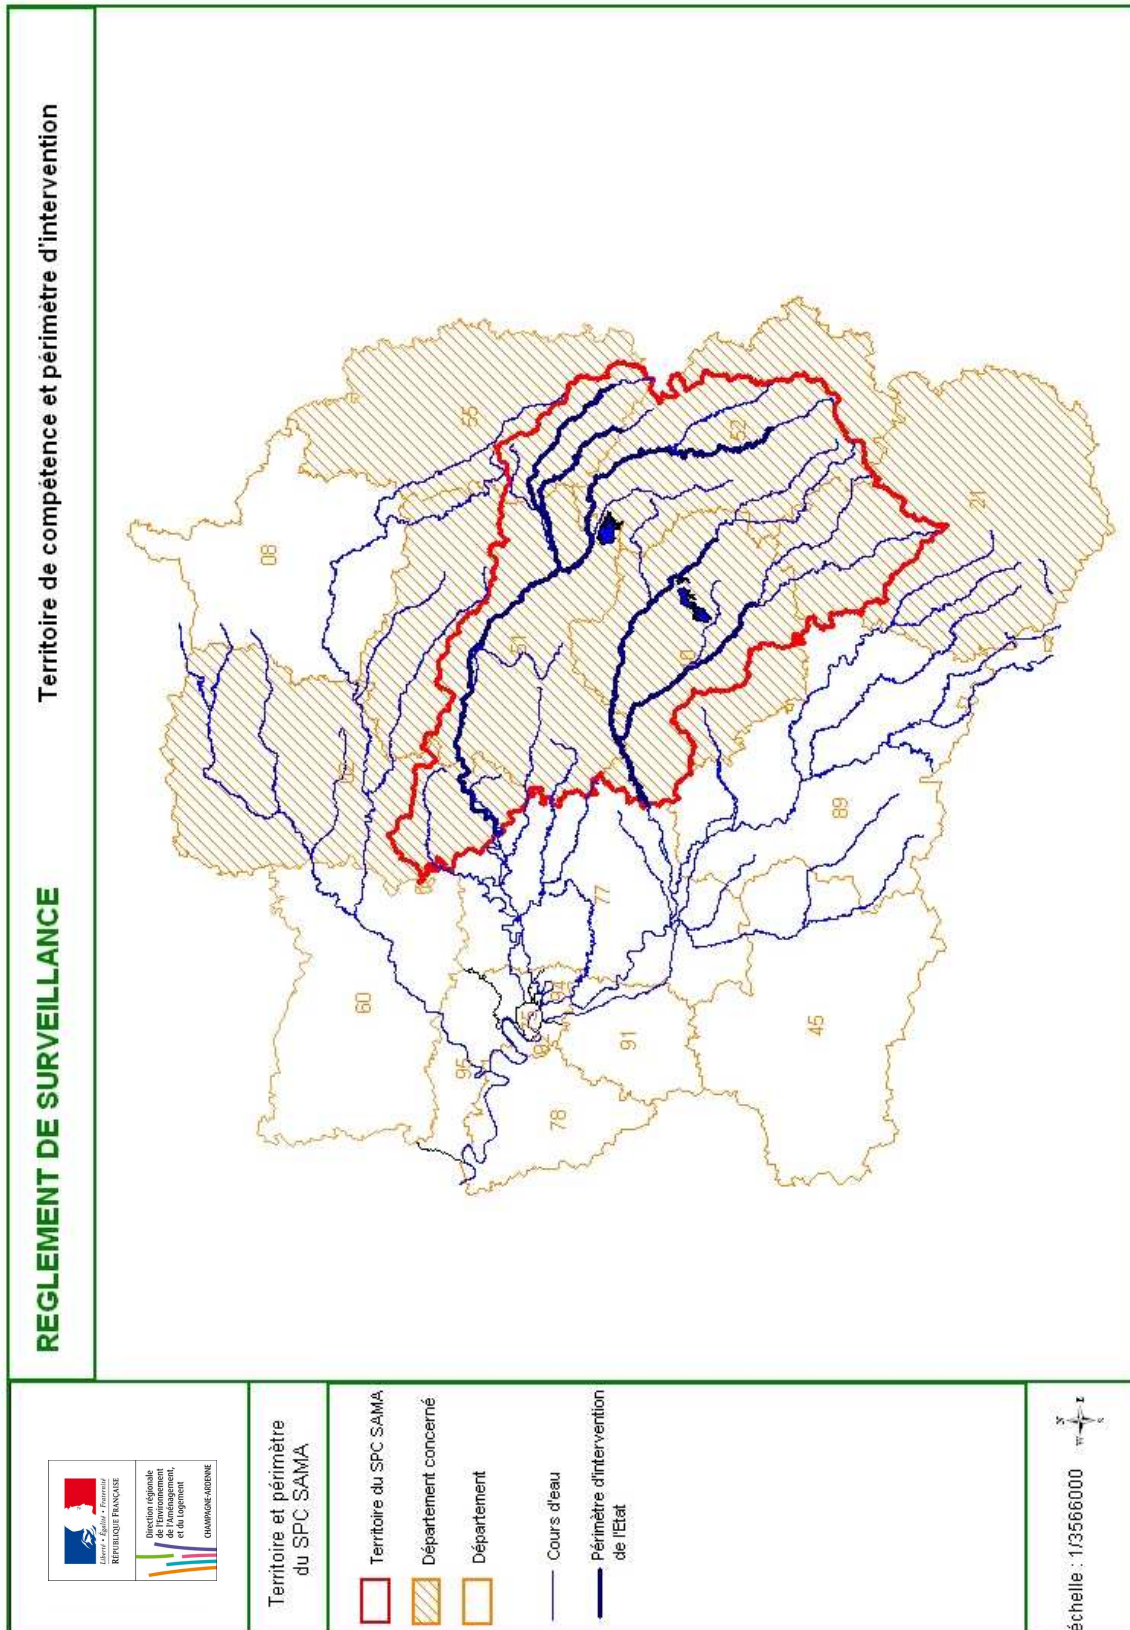 REGLEMENT DE SURVEILLANCE
Territoire de compétence et périmètre d'intervention
Liberté • Égalité • Fraternité
RÉPUBLIQUE FRANÇAISE
Direction régionale
de l'Environnement
de l'Aménagement,
et du Logement
CHAMPAGNE-ARDENNE
Territoire et périmètre
du SPC SAMA
Territoire du SPC SAMA
Département concerné
Département
Cours d'eau
Périmètre d'intervention
de l'Etat
échelle : 1/3566000
N
W
E
S
08
55
60
51
52
95
94
77
78
91
89
45
21